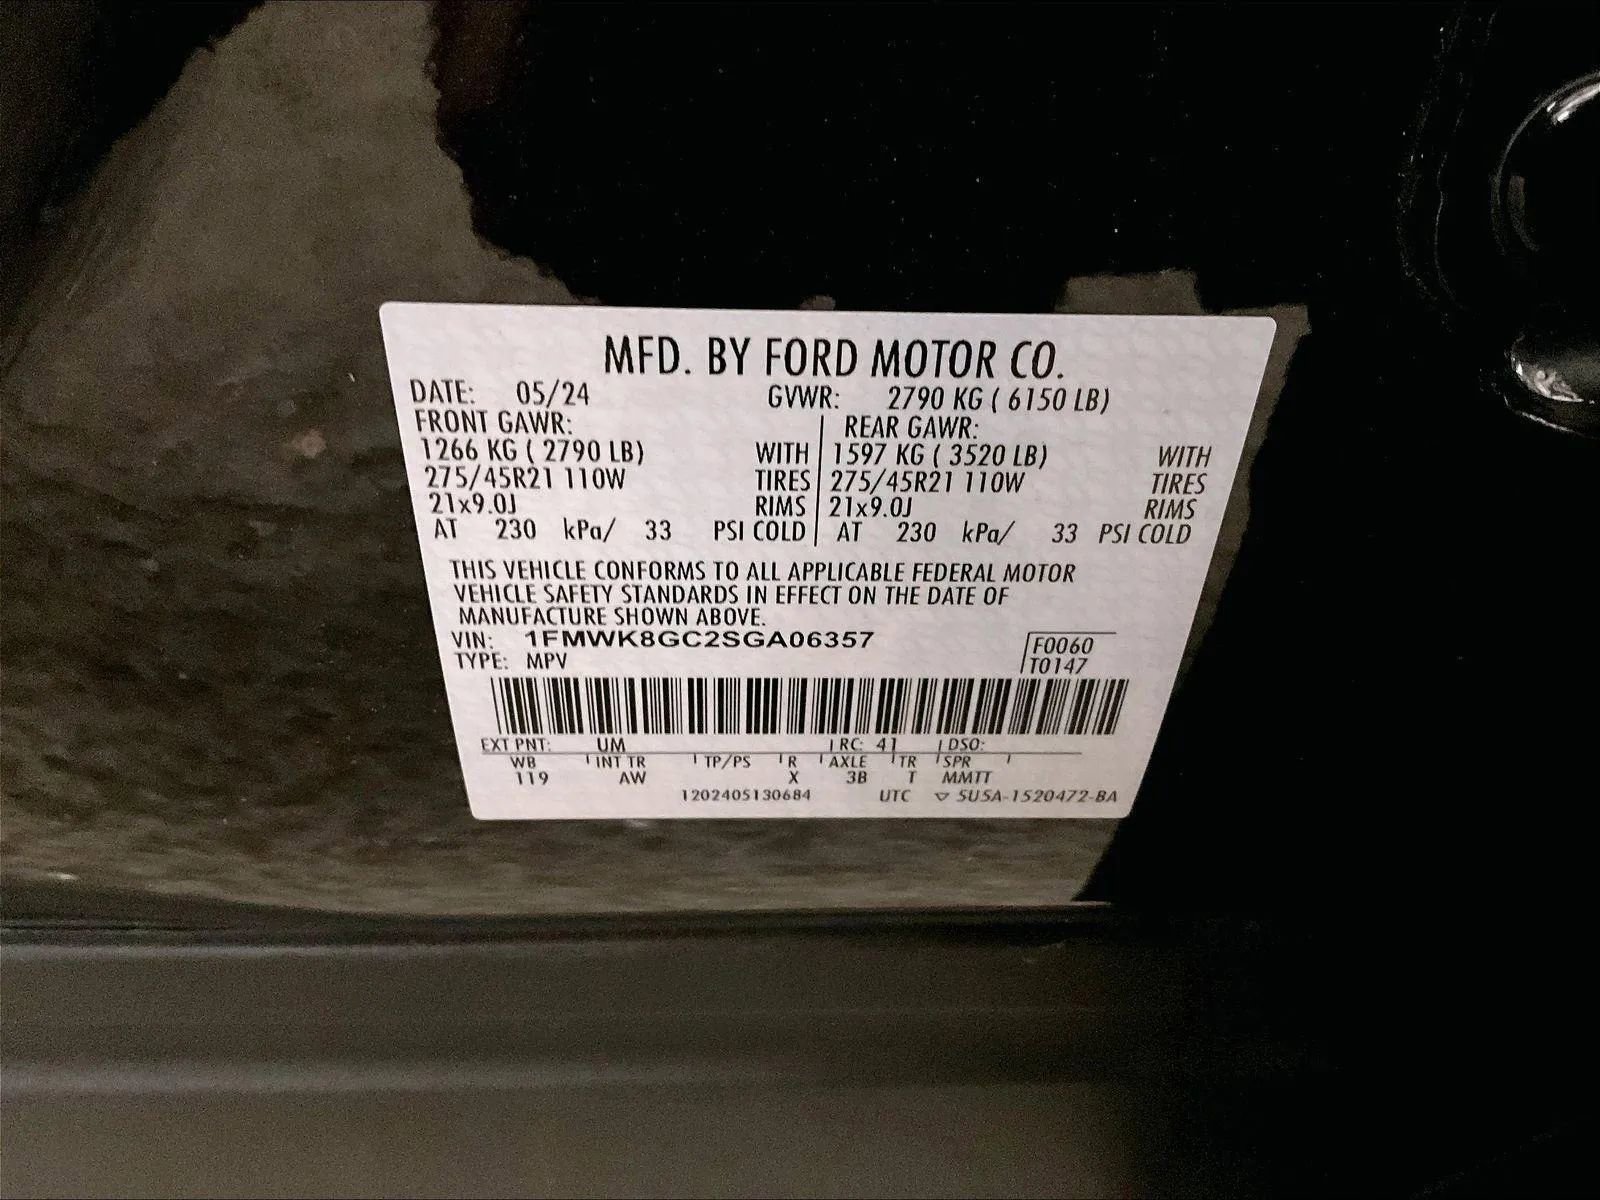 MFD. BY FORD MOTOR CO.
DATE: 05/24 GVWR: 2790 KG ( 6150 LB)
FRONT GAWR: REAR GAWR:
1266 KG ( 2790 LB) WITH 1597 KG ( 3520 LB) WITH
275/45R21 110W TIRES 275/45R21 110W TIRES
21x9.0J RIMS 21x9.0J RIMS
AT 230 kPa/ 33 PSI COLD AT 230 kPa/ 33 PSI COLD
THIS VEHICLE CONFORMS TO ALL APPLICABLE FEDERAL MOTOR
VEHICLE SAFETY STANDARDS IN EFFECT ON THE DATE OF
MANUFACTURE SHOWN ABOVE.
VIN: 1FMWK8GC2SGA06357 F0060
TYPE: MPV T0147
EXT PNT: UM RC: 41 DSO:
WB INT TR TP/PS R AXLE TR SPR
119 AW X 3B T MMTT
1202405130684 UTC ▽ SU5A-1520472-BA